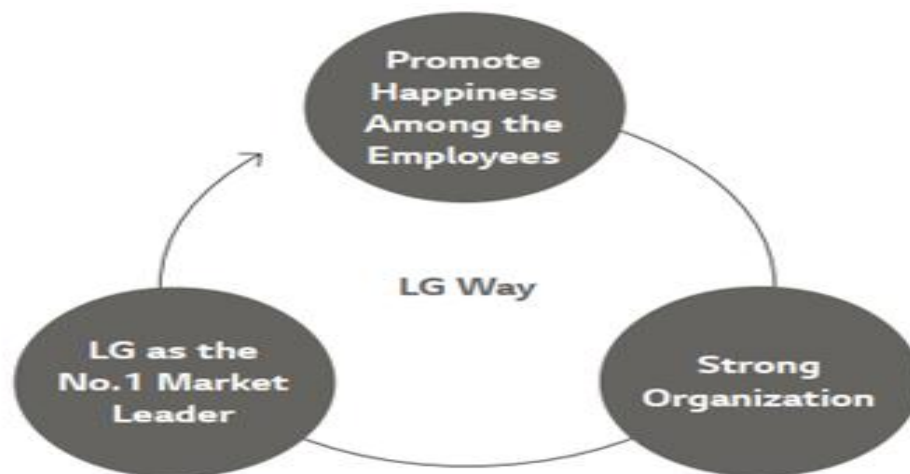 Promote
Happiness
Among the
Employees
LG Way
LG as the
No.1 Market
Leader
Strong
Organization